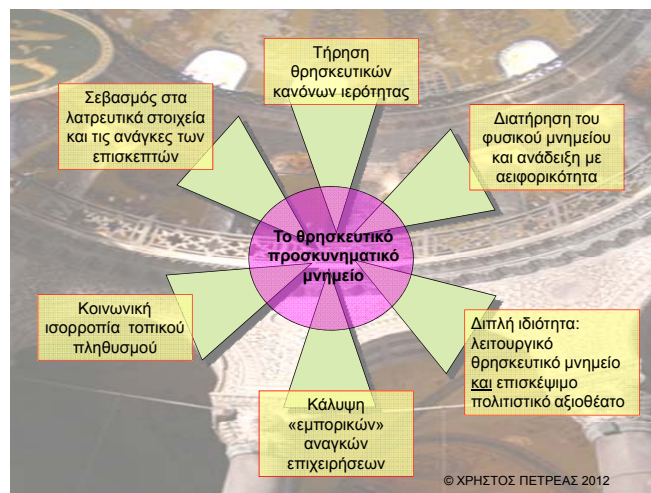 Τήρηση
θρησκευτικών
κανόνων ιερότητας
Σεβασμός στα
λατρευτικά στοιχεία
και τις ανάγκες των
επισκεπτών
Διατήρηση του
φυσικού μνημείου
και ανάδειξη με
αειφορικότητα
Το θρησκευτικό
προσκυνηματικό
μνημείο
Κοινωνική
ισορροπία τοπικού
πληθυσμού
Διπλή ιδιότητα:
λειτουργικό
θρησκευτικό μνημείο
και επισκέψιμο
πολιτιστικό αξιοθέατο
Κάλυψη
«εμπορικών»
αναγκών
επιχειρήσεων
© ΧΡΗΣΤΟΣ ΠΕΤΡΕΑΣ 2012